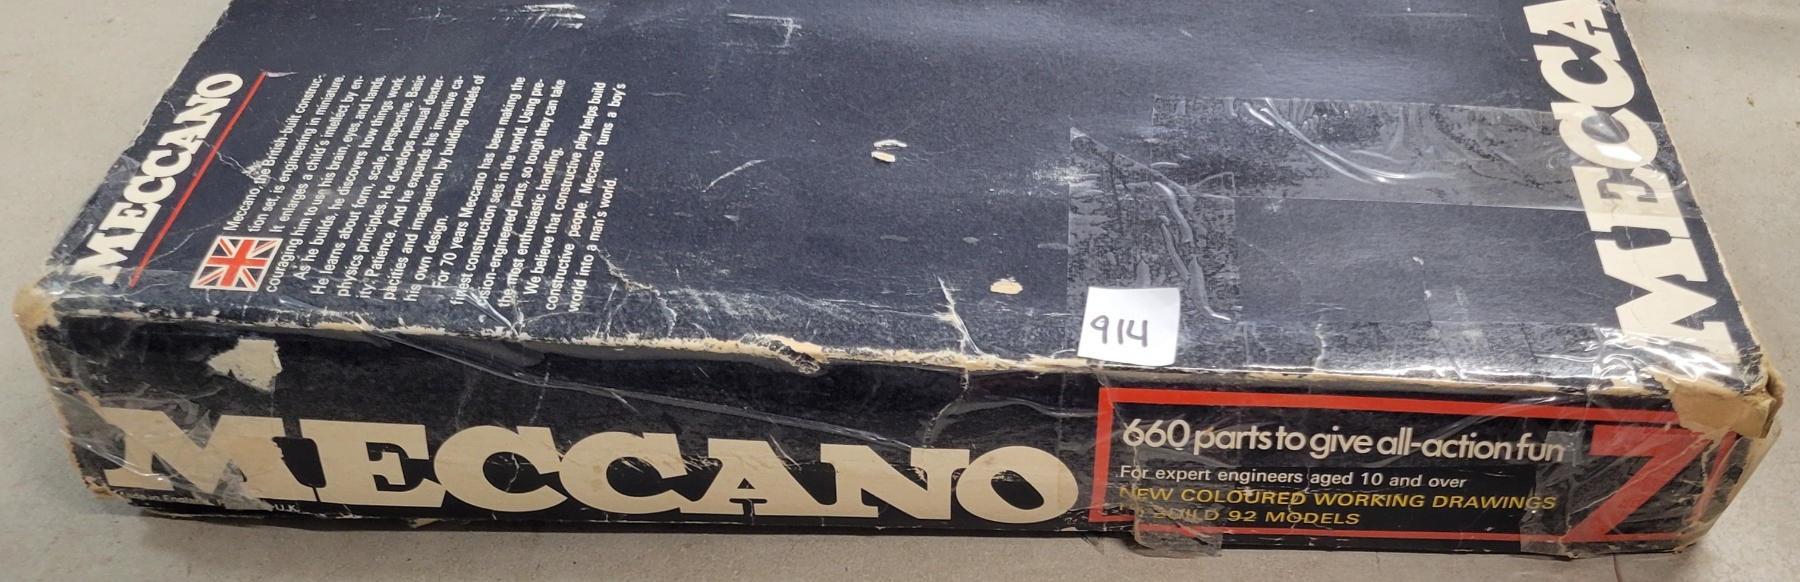 MECCANO
Meccano, the British-built construc-
tion set, is engineering in miniature.
It enlarges a child's intellect by en-
couraging him to use his brain, eyes, and hands.
As he builds, he discovers how things work.
He learns about form, scale, perspective. Basic
physics principles. He develops manual dexter-
ity. Patience. And he expands his inventive ca-
pacities and imagination by building models of
his own design.
For 70 years Meccano has been making the
finest construction sets in the world. Using pre-
cision-engineered parts, so tough they can take
the most enthusiastic handling.
We believe that constructive play helps build
constructive people. Meccano turns a boy's
world into a man's world.
MECCA
914
MECCANO
Made in England
U.K.
660 parts to give all-action fun
For expert engineers aged 10 and over
NEW COLOURED WORKING DRAWINGS
TO BUILD 92 MODELS
7